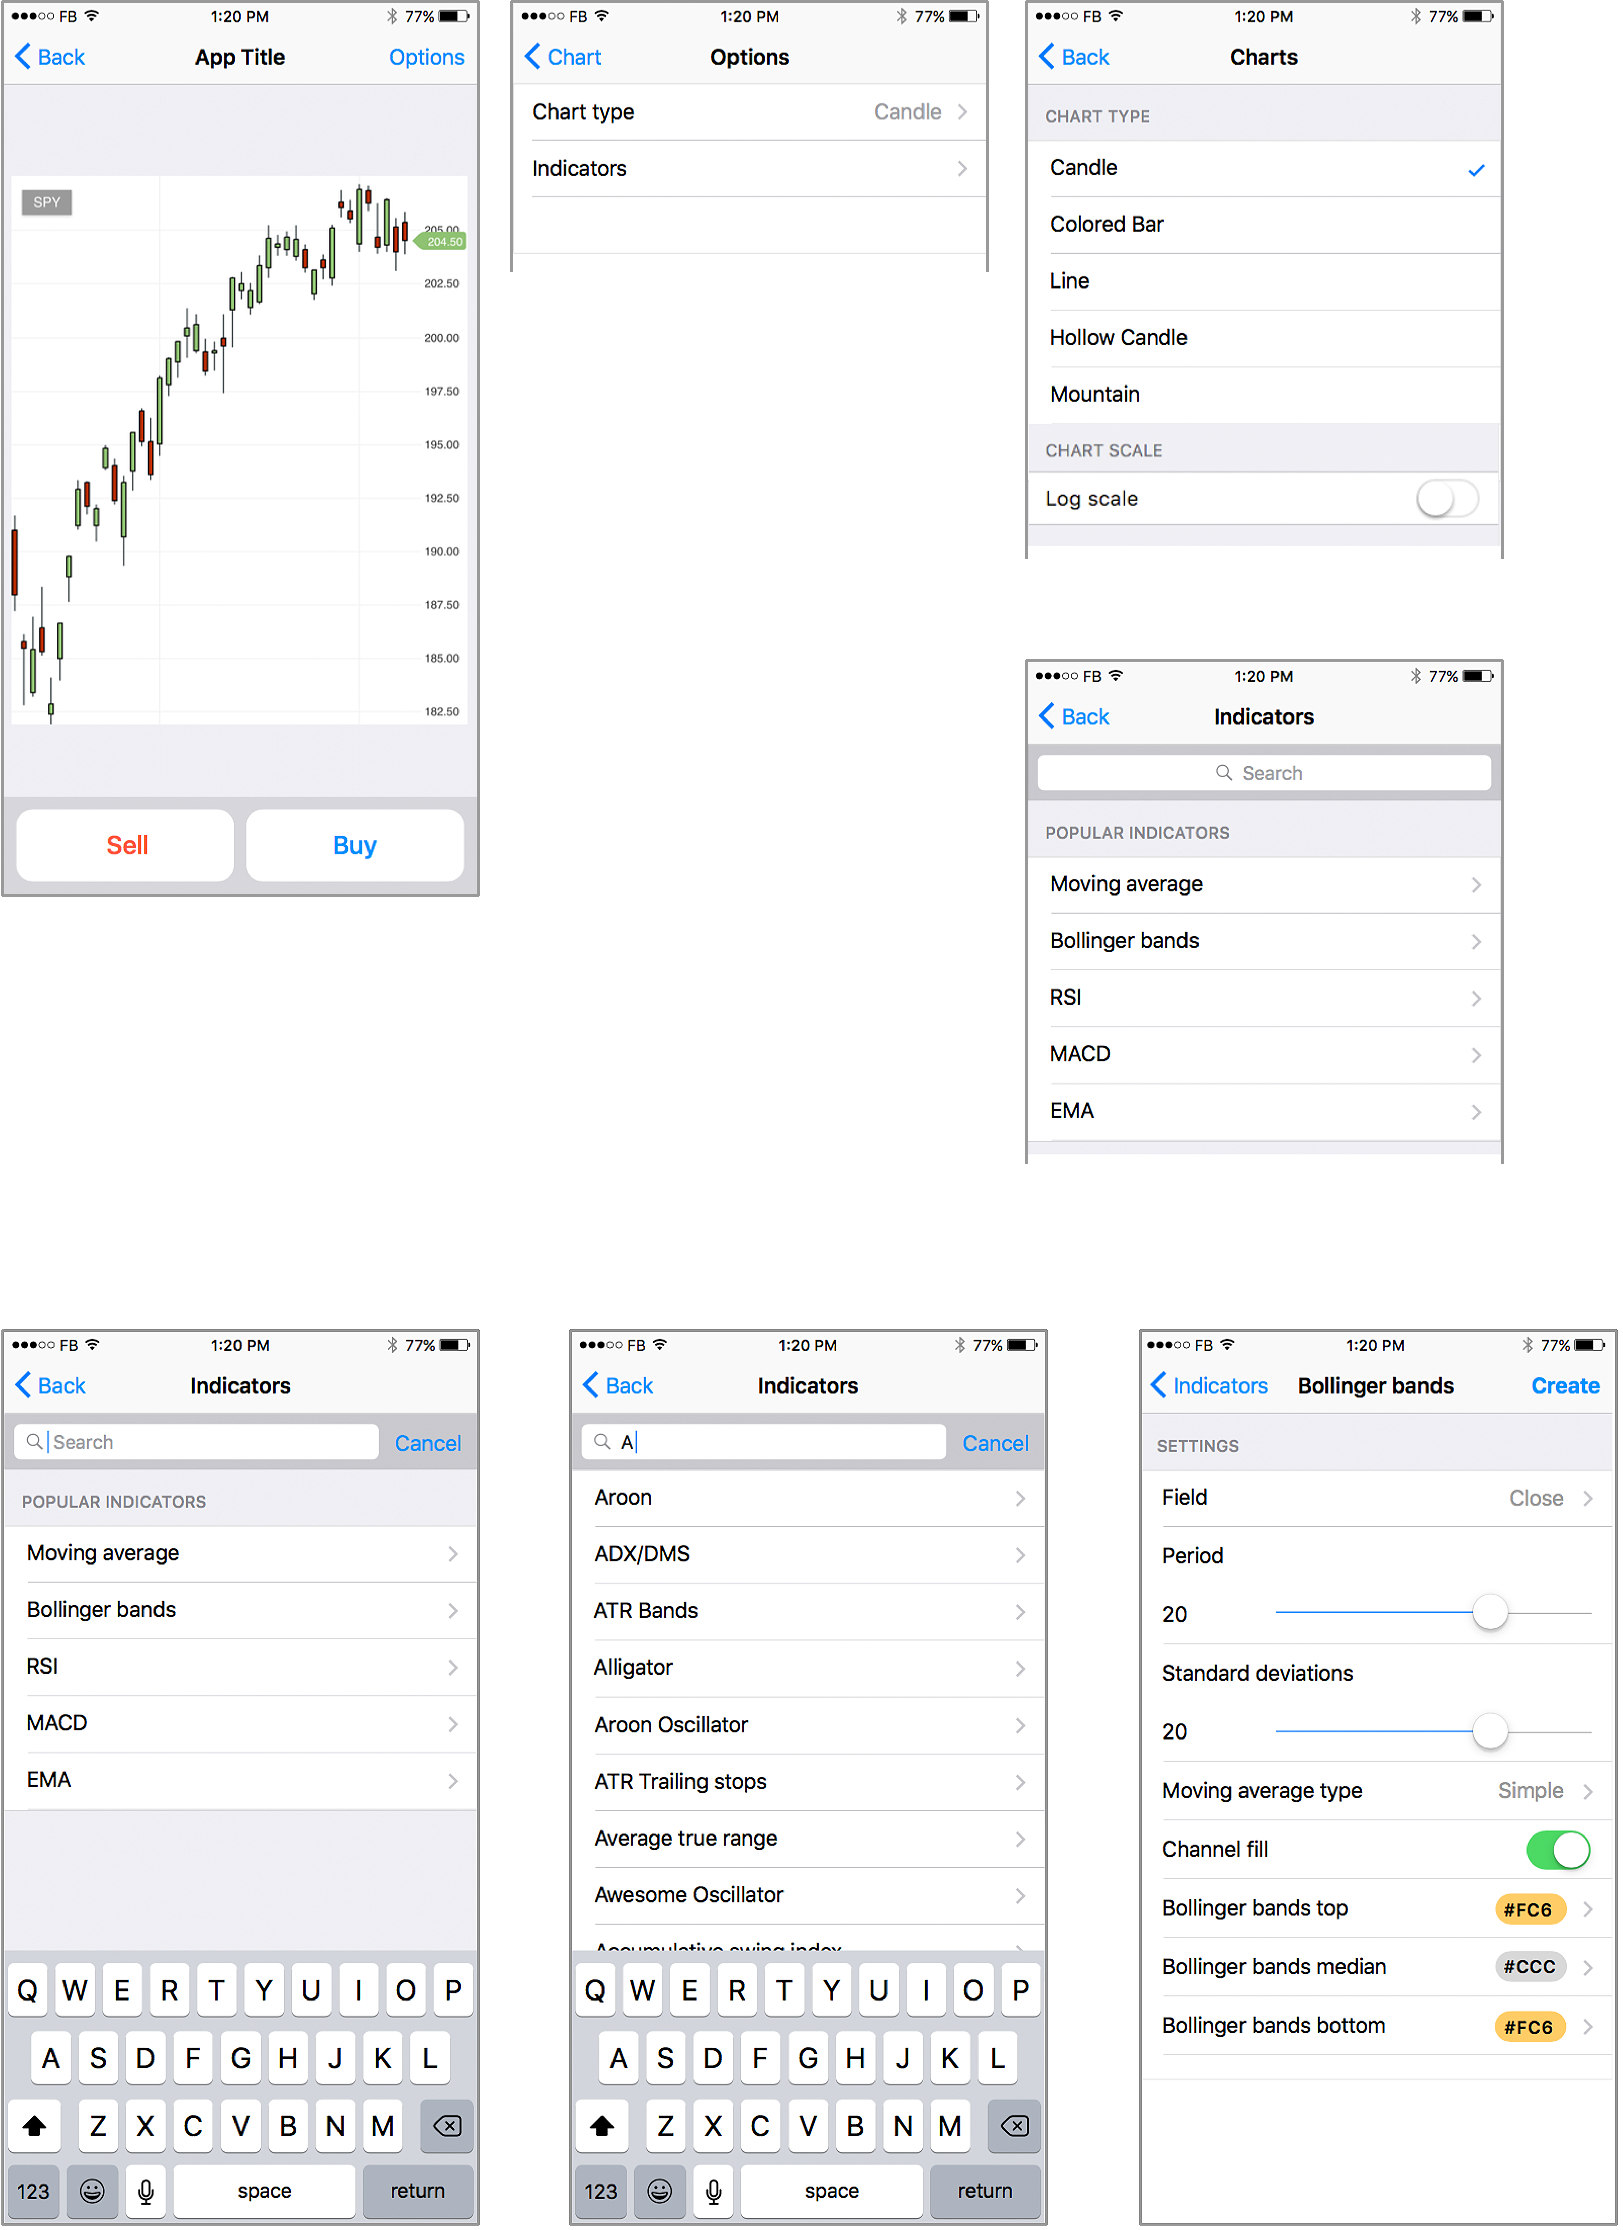 FB 1:20 PM 77%
Back App Title Options
SPY
205.00
204.50
202.50
200.00
197.50
195.00
192.50
190.00
187.50
185.00
182.50
Sell Buy
FB 1:20 PM 77%
Chart Options
Chart type Candle
Indicators
FB 1:20 PM 77%
Back Charts
CHART TYPE
Candle
Colored Bar
Line
Hollow Candle
Mountain
CHART SCALE
Log scale
FB 1:20 PM 77%
Back Indicators
Search
POPULAR INDICATORS
Moving average
Bollinger bands
RSI
MACD
EMA
FB 1:20 PM 77%
Back Indicators
Search Cancel
POPULAR INDICATORS
Moving average
Bollinger bands
RSI
MACD
EMA
Q W E R T Y U I O P
A S D F G H J K L
Z X C V B N M
123 space return
FB 1:20 PM 77%
Back Indicators
A Cancel
Aroon
ADX/DMS
ATR Bands
Alligator
Aroon Oscillator
ATR Trailing stops
Average true range
Awesome Oscillator
Accumulative swing index
Q W E R T Y U I O P
A S D F G H J K L
Z X C V B N M
123 space return
FB 1:20 PM 77%
Indicators Bollinger bands Create
SETTINGS
Field Close
Period
20
Standard deviations
20
Moving average type Simple
Channel fill
Bollinger bands top #FC6
Bollinger bands median #CCC
Bollinger bands bottom #FC6